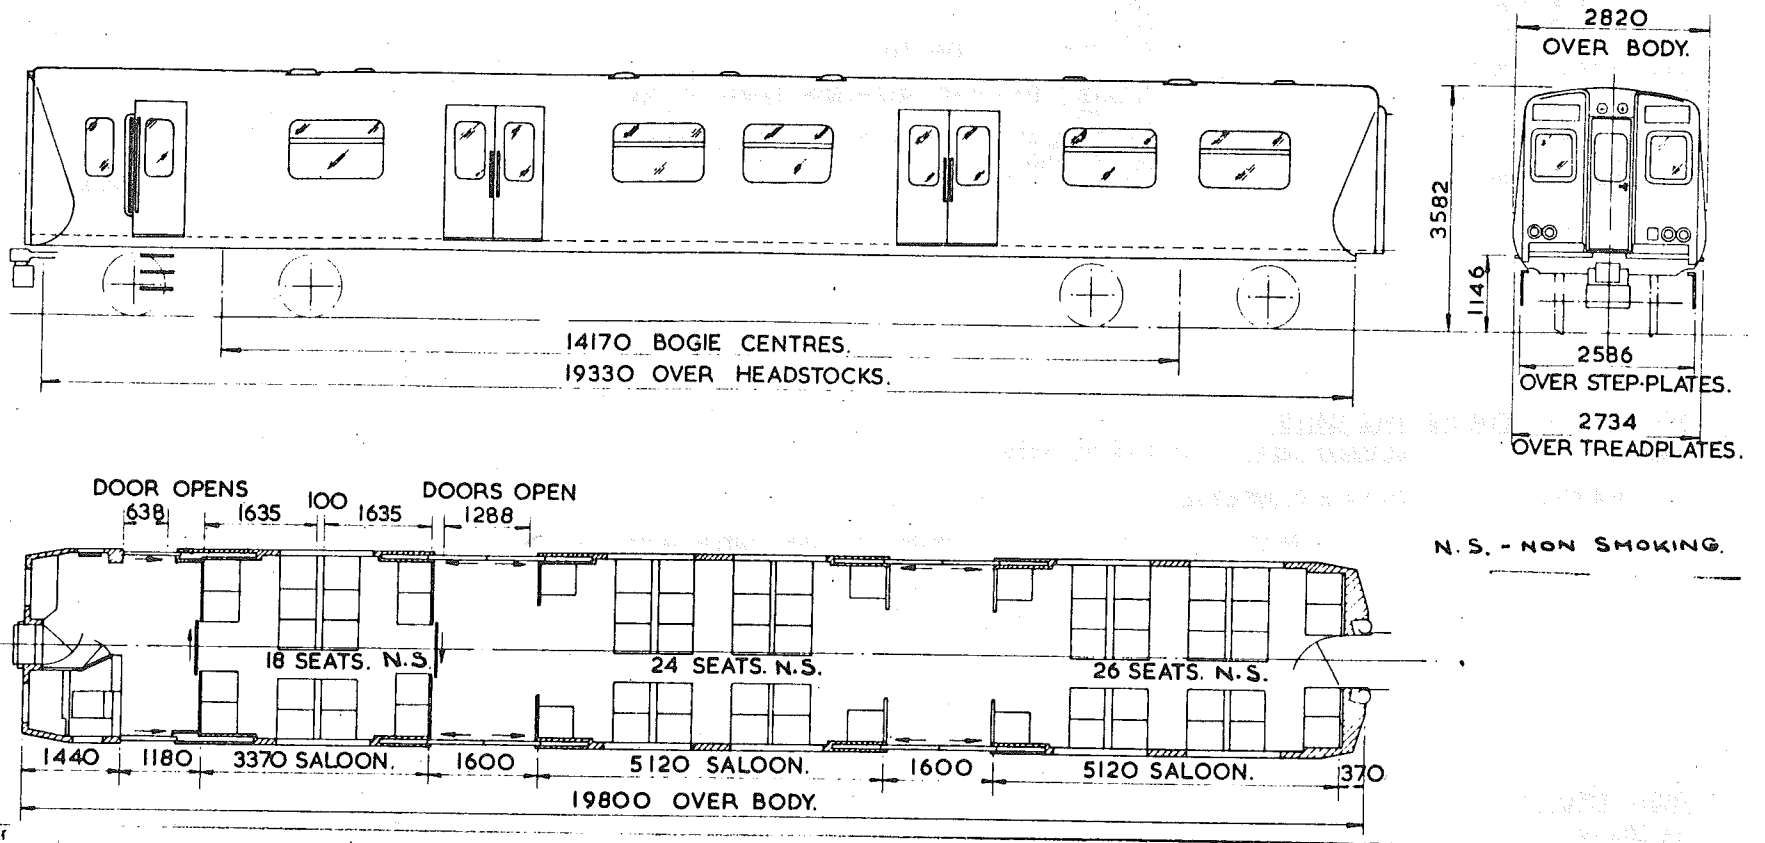 2820
OVER BODY.
3582
1146
14170 BOGIE CENTRES.
19330 OVER HEADSTOCKS.
2586
OVER STEP-PLATES.
2734
OVER TREADPLATES.
DOOR OPENS
638
1635
100
1635
DOORS OPEN
1288
N.S. - NON SMOKING.
18 SEATS. N.S.
24 SEATS. N.S.
26 SEATS. N.S.
1440
1180
3370 SALOON.
1600
5120 SALOON.
1600
5120 SALOON.
370
19800 OVER BODY.